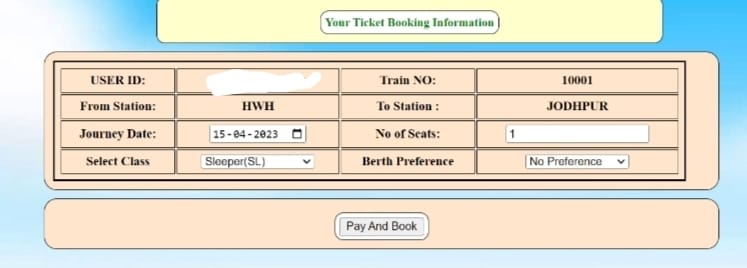 Your Ticket Booking Information
USER ID: Train NO: 10001
From Station: HWH To Station : JODHPUR
Journey Date: 15-04-2023 No of Seats: 1
Select Class Sleeper(SL) Berth Preference No Preference
Pay And Book